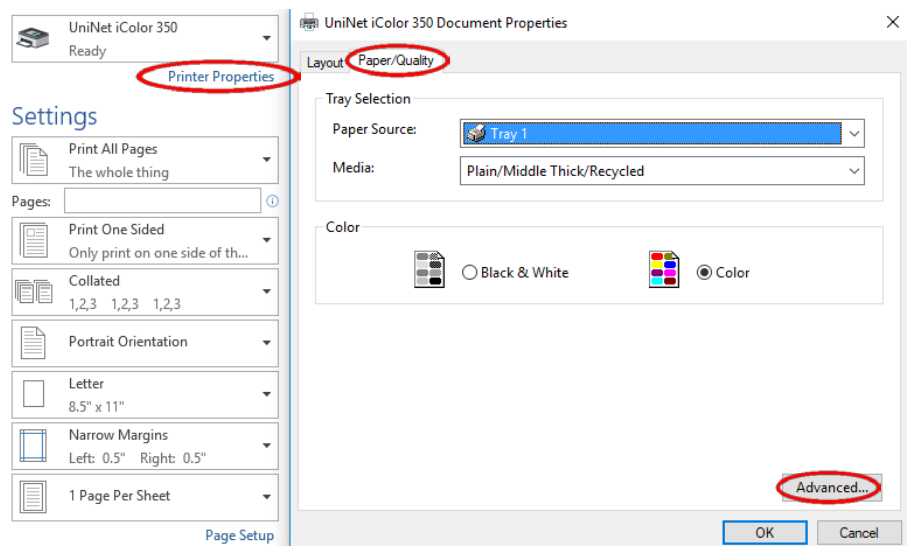 UniNet iColor 350
Ready
Printer Properties
Settings
Print All Pages
The whole thing
Pages:
Print One Sided
Only print on one side of th...
Collated
1,2,3 1,2,3 1,2,3
Portrait Orientation
Letter
8.5" x 11"
Narrow Margins
Left: 0.5" Right: 0.5"
1 Page Per Sheet
Page Setup
UniNet iColor 350 Document Properties
Layout Paper/Quality
Tray Selection
Paper Source: Tray 1
Media: Plain/Middle Thick/Recycled
Color
Black & White Color
Advanced...
OK Cancel